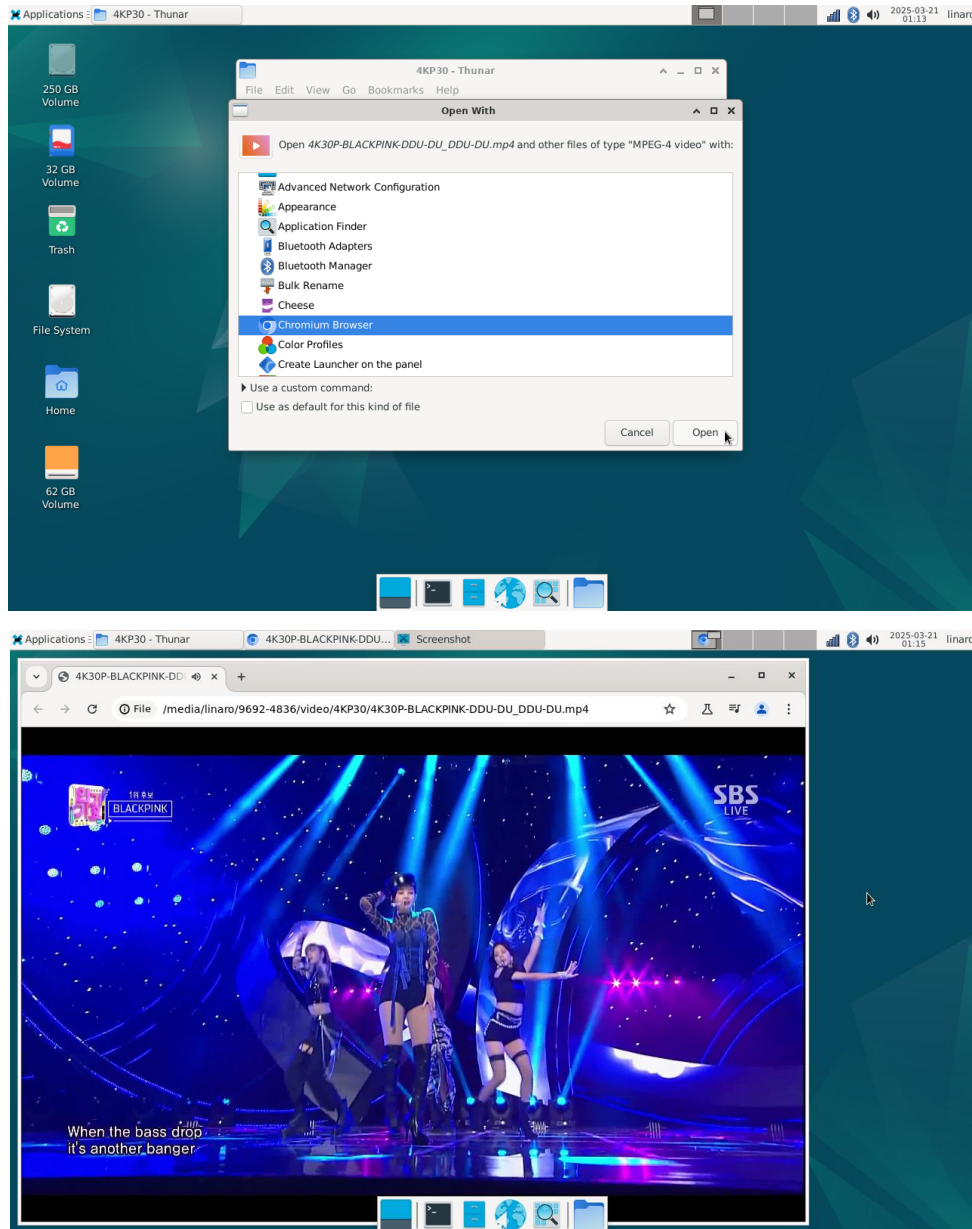 Applications
4KP30 - Thunar
2025-03-21
01:13
linaro
250 GB
Volume
32 GB
Volume
Trash
File System
Home
62 GB
Volume
4KP30 - Thunar
File Edit View Go Bookmarks Help
Open With
Open 4K30P-BLACKPINK-DDU-DU_DDU-DU.mp4 and other files of type "MPEG-4 video" with:
Advanced Network Configuration
Appearance
Application Finder
Bluetooth Adapters
Bluetooth Manager
Bulk Rename
Cheese
Chromium Browser
Color Profiles
Create Launcher on the panel
Use a custom command:
Use as default for this kind of file
Cancel Open
Applications
4KP30 - Thunar
4K30P-BLACKPINK-DDU...
Screenshot
2025-03-21
01:15
linaro
4K30P-BLACKPINK-DD
File /media/linaro/9692-4836/video/4KP30/4K30P-BLACKPINK-DDU-DU_DDU-DU.mp4
1위 후보
BLACKPINK
SBS
LIVE
When the bass drop
it's another banger